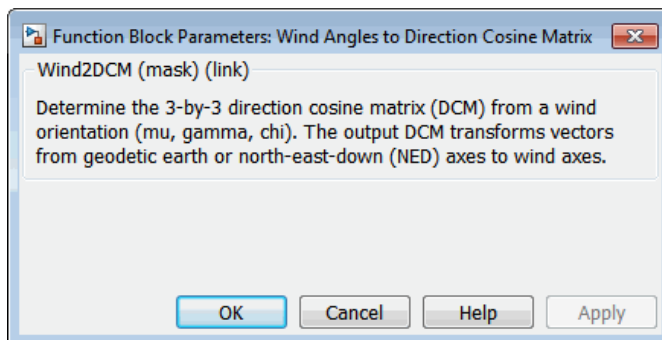 Function Block Parameters: Wind Angles to Direction Cosine Matrix
Wind2DCM (mask) (link)
Determine the 3-by-3 direction cosine matrix (DCM) from a wind
orientation (mu, gamma, chi). The output DCM transforms vectors
from geodetic earth or north-east-down (NED) axes to wind axes.
OK Cancel Help Apply